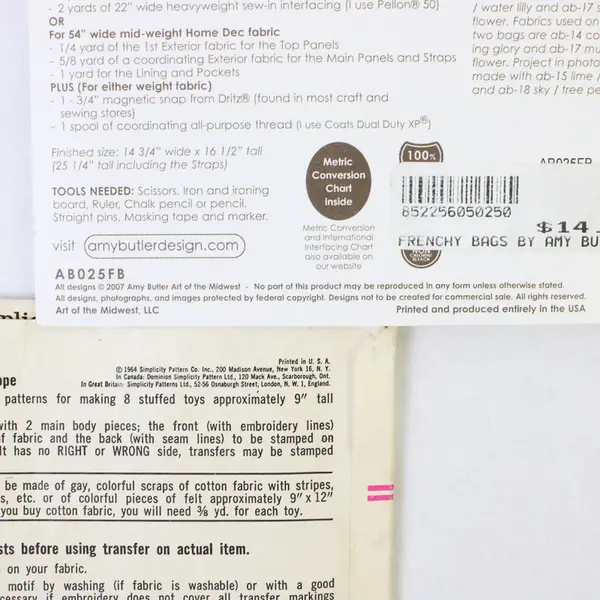 - 2 yards of 22" wide heavyweight sew-in interfacing (I use Pellon® 50)
OR
For 54" wide mid-weight Home Dec fabric
- 1/4 yard of the 1st Exterior fabric for the Top Panels
- 5/8 yard of a coordinating Exterior fabric for the Main Panels and Straps
- 1 yard for the Lining and Pockets
PLUS (For either weight fabric)
- 1 - 3/4" magnetic snap from Dritz® (found in most craft and
sewing stores)
- 1 spool of coordinating all-purpose thread (I use Coats Dual Duty XP®)
Finished size: 14 3/4" wide x 16 1/2" tall
(25 1/4" tall including the Straps)
TOOLS NEEDED: Scissors, Iron and ironing
board, Ruler, Chalk pencil or pencil,
Straight pins, Masking tape and marker.
visit amybutlerdesign.com
AB025FB
All designs © 2007 Amy Butler Art of the Midwest - No part of this product may be reproduced in any form unless otherwise stated.
All designs, photographs, and images protected by federal copyright. Designs not to be created for commercial sale. All rights reserved.
Art of the Midwest, LLC
Printed and produced entirely in the USA
/ water lilly and ab-17 s
flower. Fabrics used on
two bags are ab-14 co
ing glory and ab-17 mu
flower. Project in photo
made with ab-15 lime /
and ab-18 sky / tree pe
Metric
Conversion
Chart
Inside
Metric Conversion
and International
Interfacing Chart
also available on
our website
100%
AB025FB
852256050250
$14.
FRENCHY BAGS BY AMY BU
Printed in U. S. A.
© 1964 Simplicity Pattern Co. Inc., 200 Madison Avenue, New York 16, N. Y.
In Canada: Dominion Simplicity Pattern Ltd., 120 Mack Ave., Scarborough, Ont.
In Great Britain: Simplicity Patterns Ltd., 52-56 Osnaburgh Street, London, N. W. 1, England.
ope
patterns for making 8 stuffed toys approximately 9" tall
with 2 main body pieces; the front (with embroidery lines)
f fabric and the back (with seam lines) to be stamped on
lt has no RIGHT or WRONG side, transfers may be stamped
be made of gay, colorful scraps of cotton fabric with stripes,
s, etc. or of colorful pieces of felt approximately 9" x 12"
you buy cotton fabric, you will need ⅜ yd. for each toy.
sts before using transfer on actual item.
s on your fabric.
motif by washing (if fabric is washable) or with a good
necessary if embroidery does not cover all transfer markings